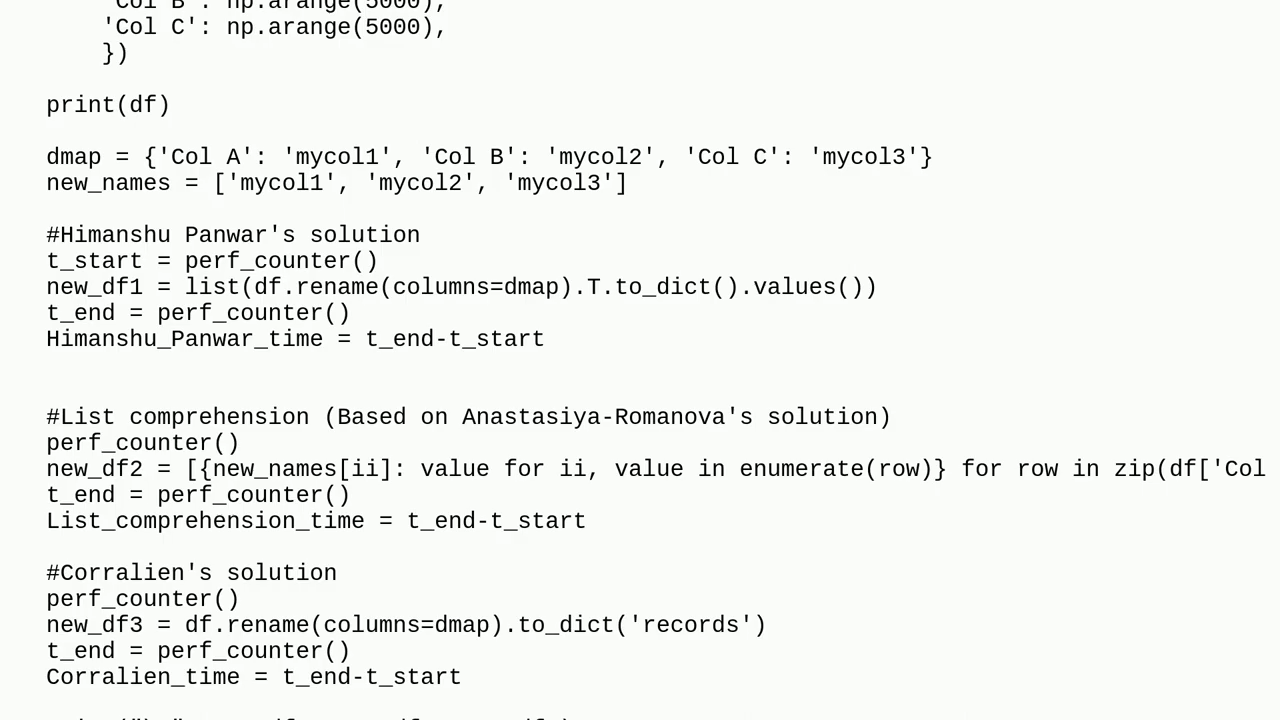 'Col B': np.arange(5000),
'Col C': np.arange(5000),
})
print(df)
dmap = {'Col A': 'mycol1', 'Col B': 'mycol2', 'Col C': 'mycol3'}
new_names = ['mycol1', 'mycol2', 'mycol3']
#Himanshu Panwar's solution
t_start = perf_counter()
new_df1 = list(df.rename(columns=dmap).T.to_dict().values())
t_end = perf_counter()
Himanshu_Panwar_time = t_end-t_start
#List comprehension (Based on Anastasiya-Romanova's solution)
perf_counter()
new_df2 = [{new_names[ii]: value for ii, value in enumerate(row)} for row in zip(df['Col
t_end = perf_counter()
List_comprehension_time = t_end-t_start
#Corralien's solution
perf_counter()
new_df3 = df.rename(columns=dmap).to_dict('records')
t_end = perf_counter()
Corralien_time = t_end-t_start